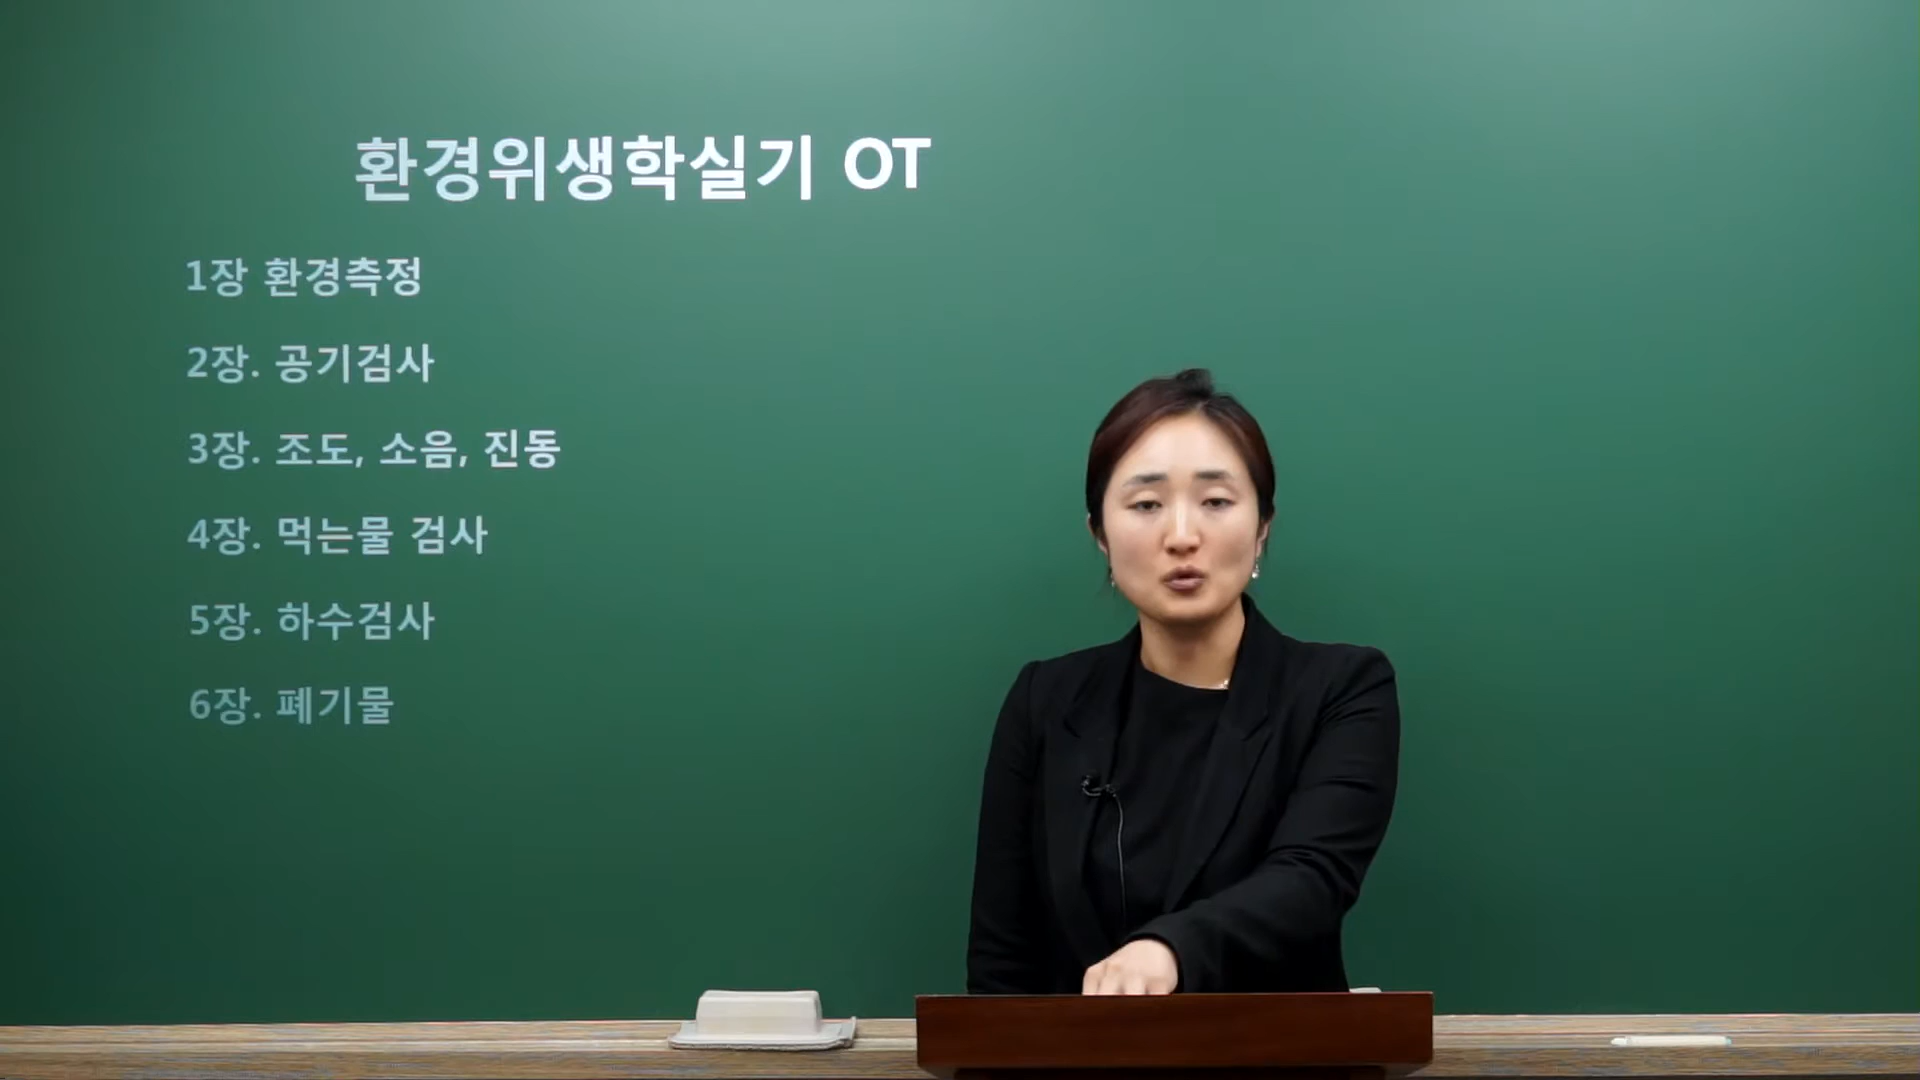 환경위생학실기 OT
1장 환경측정
2장. 공기검사
3장. 조도, 소음, 진동
4장. 먹는물 검사
5장. 하수검사
6장. 폐기물